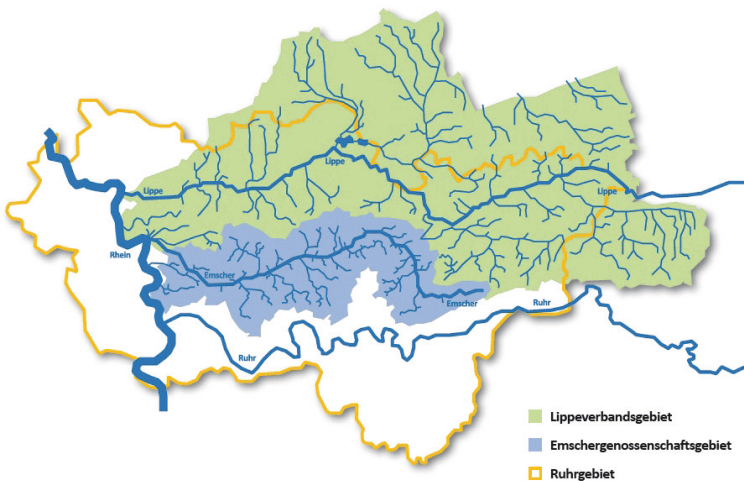 Lippe
Lippe
Lippe
Rhein
Emscher
Emscher
Ruhr
Ruhr
Lippeverbandsgebiet
Emschergenossenschaftsgebiet
Ruhrgebiet